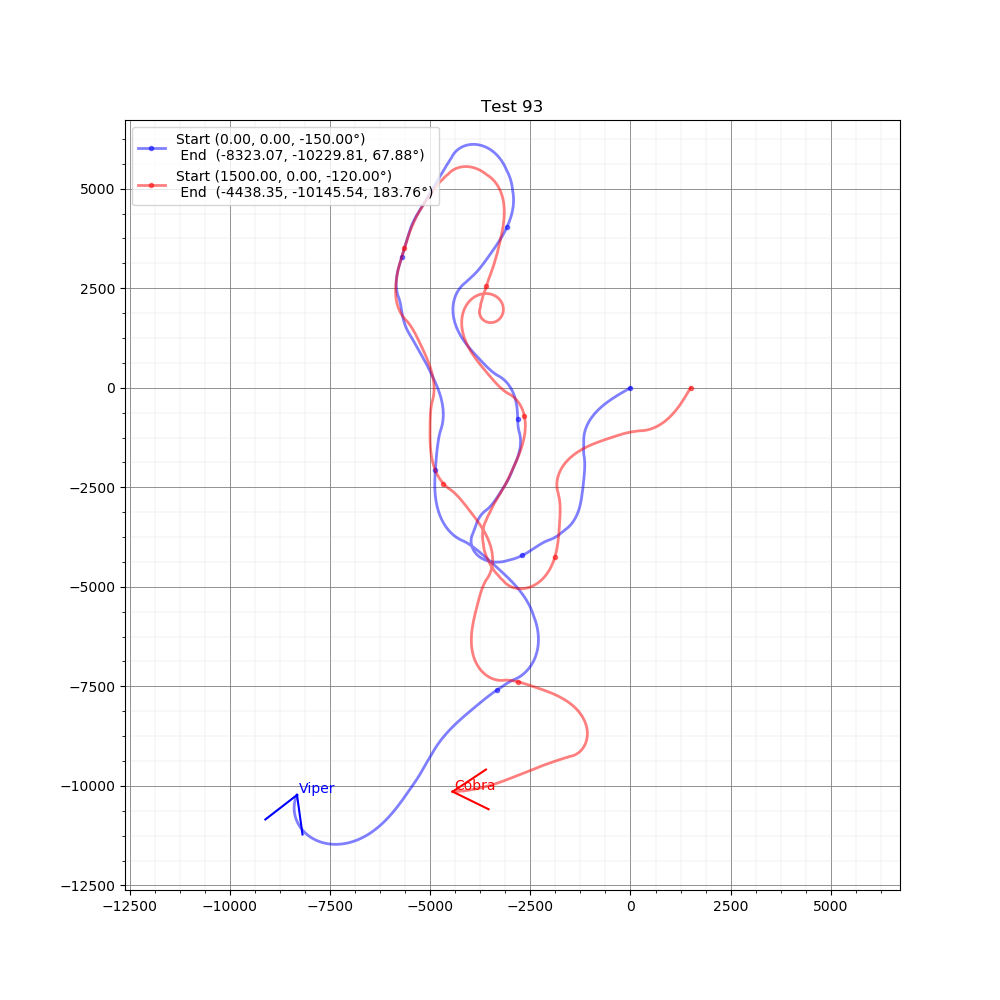 Test 93
Start (0.00, 0.00, -150.00°)
End (-8323.07, -10229.81, 67.88°)
Start (1500.00, 0.00, -120.00°)
End (-4438.35, -10145.54, 183.76°)
5000
2500
0
−2500
−5000
−7500
−10000
−12500
Viper
Cobra
−12500 −10000 −7500 −5000 −2500 0 2500 5000